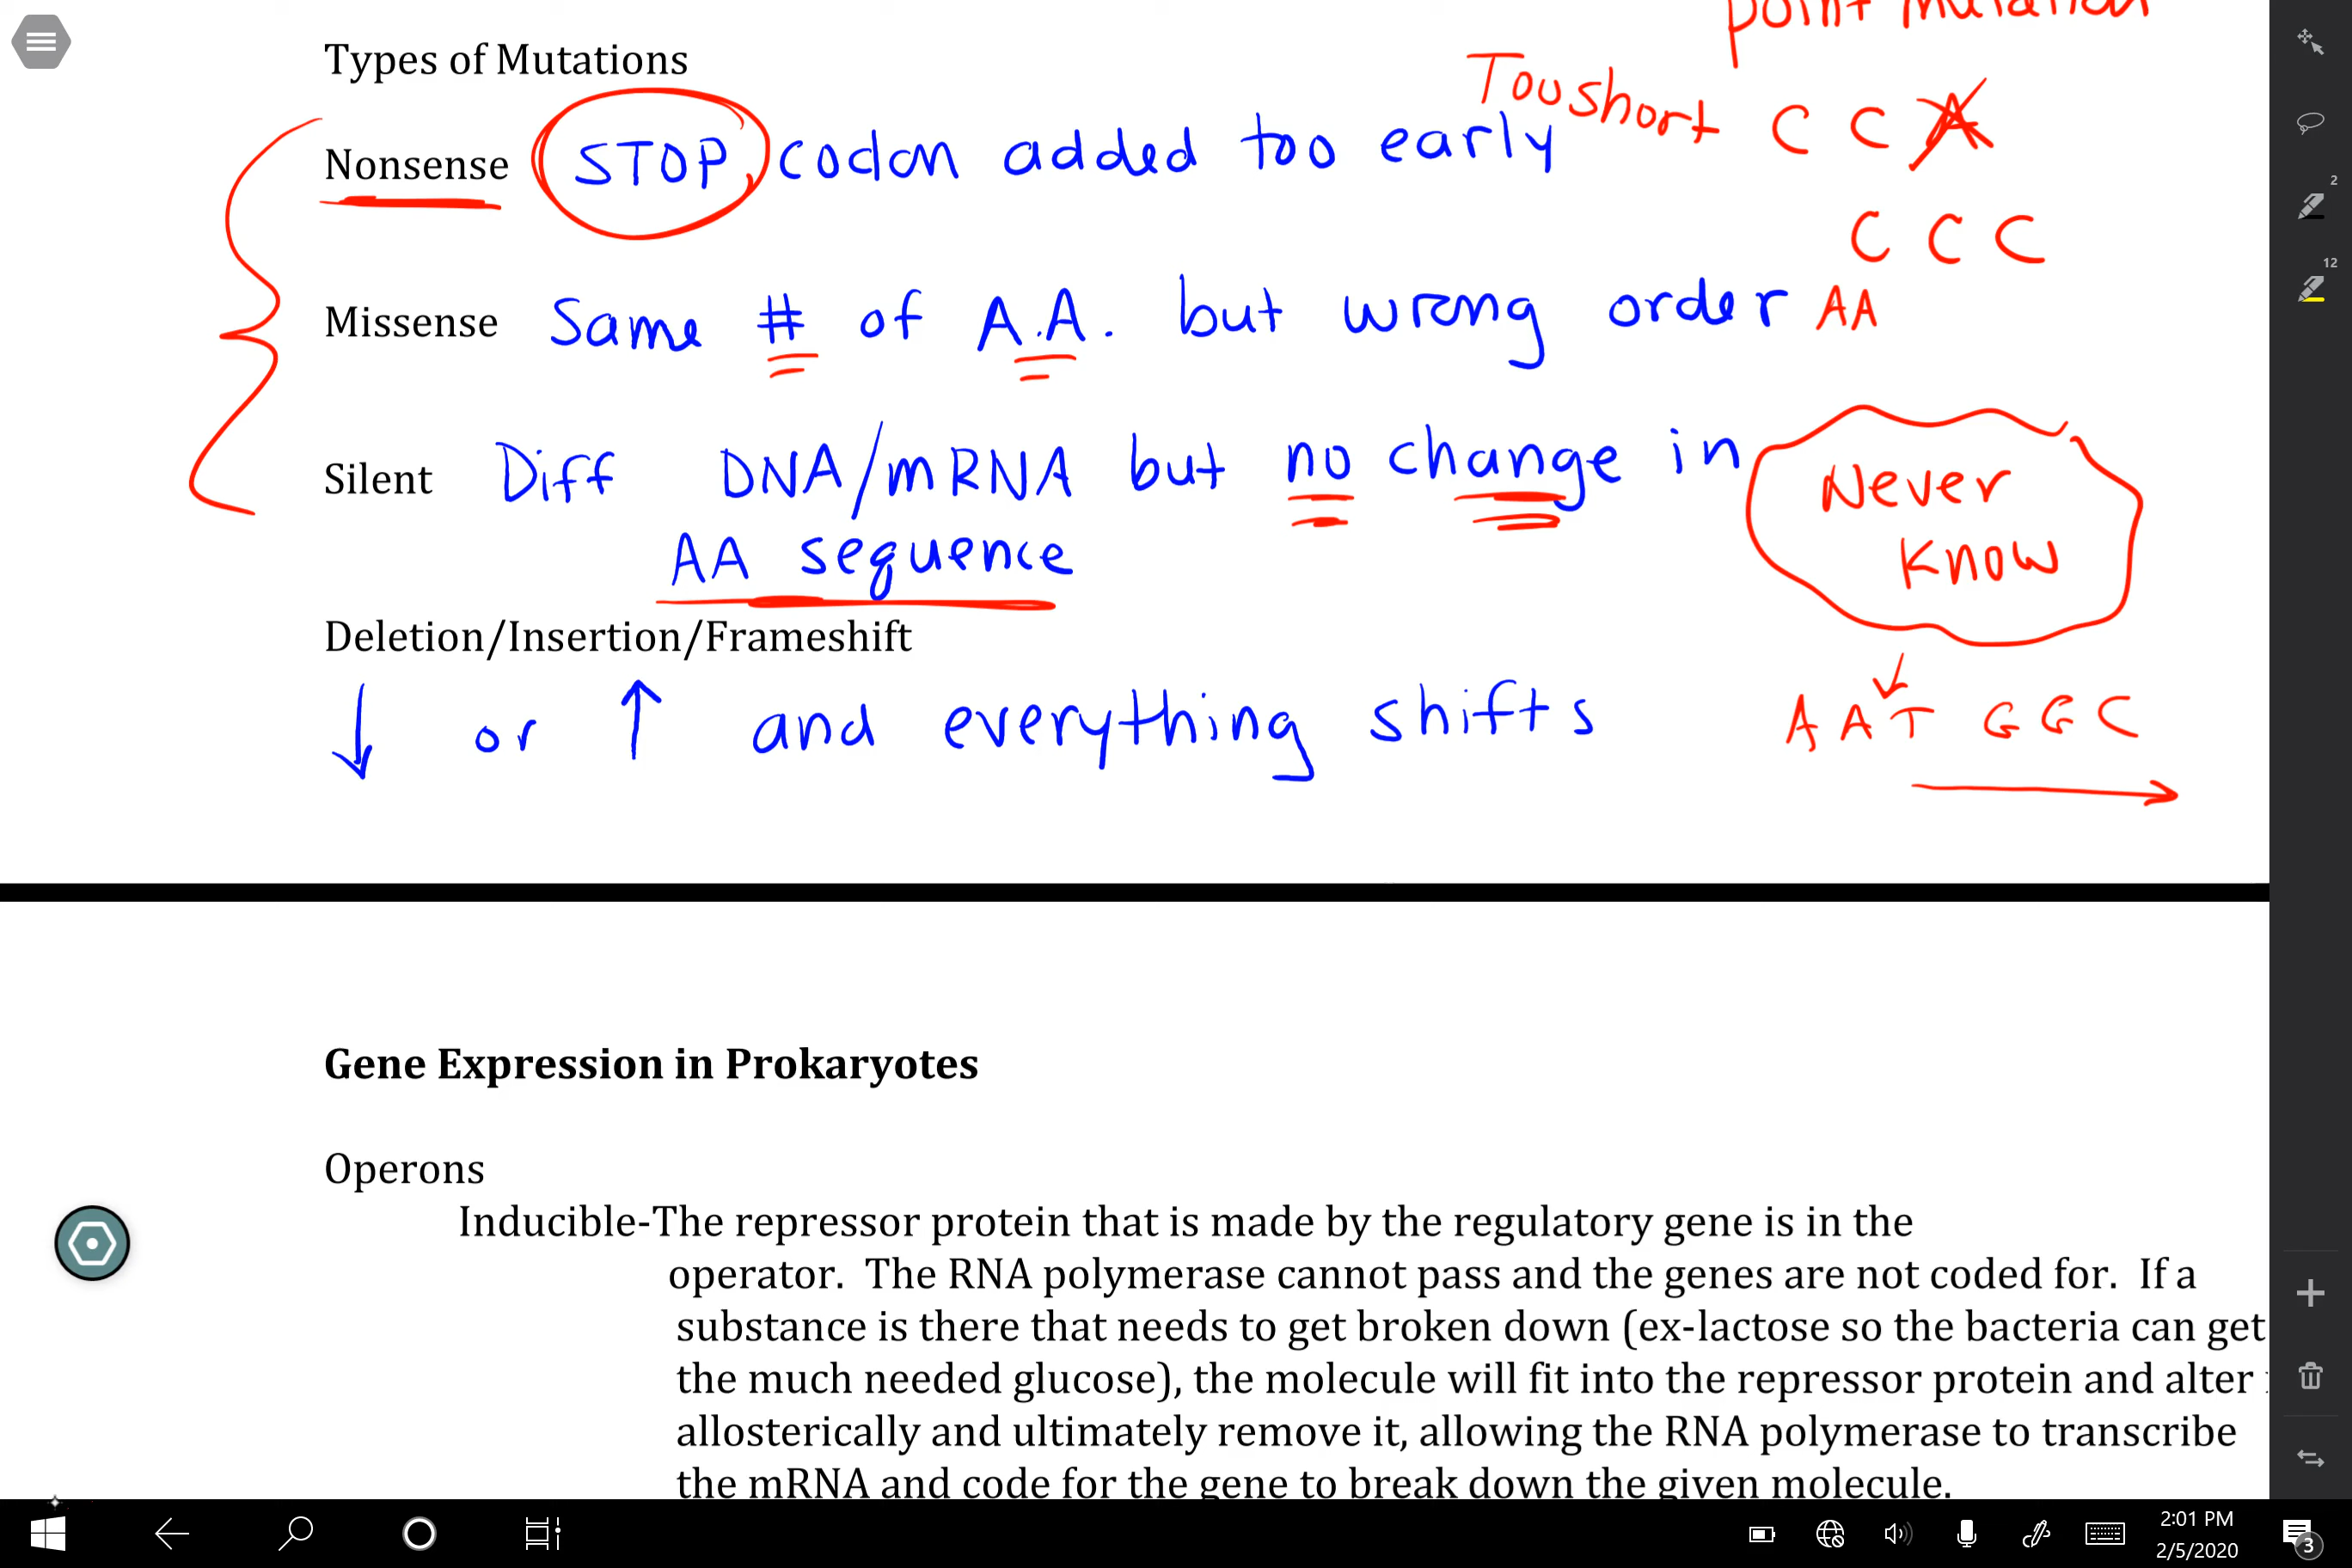 point mutation
Types of Mutations
Too short C C A
Nonsense STOP codon added too early
C C C
Missense Same # of A.A. but wrong order AA
Silent Diff DNA/mRNA but no change in
AA sequence
Never
Know
Deletion/Insertion/Frameshift
↓ or ↑ and everything shifts
A A T G G C
Gene Expression in Prokaryotes
Operons
Inducible-The repressor protein that is made by the regulatory gene is in the
operator. The RNA polymerase cannot pass and the genes are not coded for. If a
substance is there that needs to get broken down (ex-lactose so the bacteria can get
the much needed glucose), the molecule will fit into the repressor protein and alter
allosterically and ultimately remove it, allowing the RNA polymerase to transcribe
the mRNA and code for the gene to break down the given molecule.
2
12
2:01 PM
2/5/2020
3